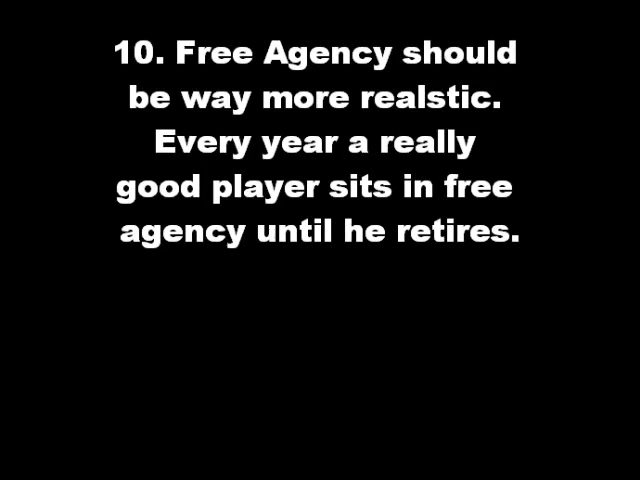 10. Free Agency should
be way more realstic.
Every year a really
good player sits in free
agency until he retires.